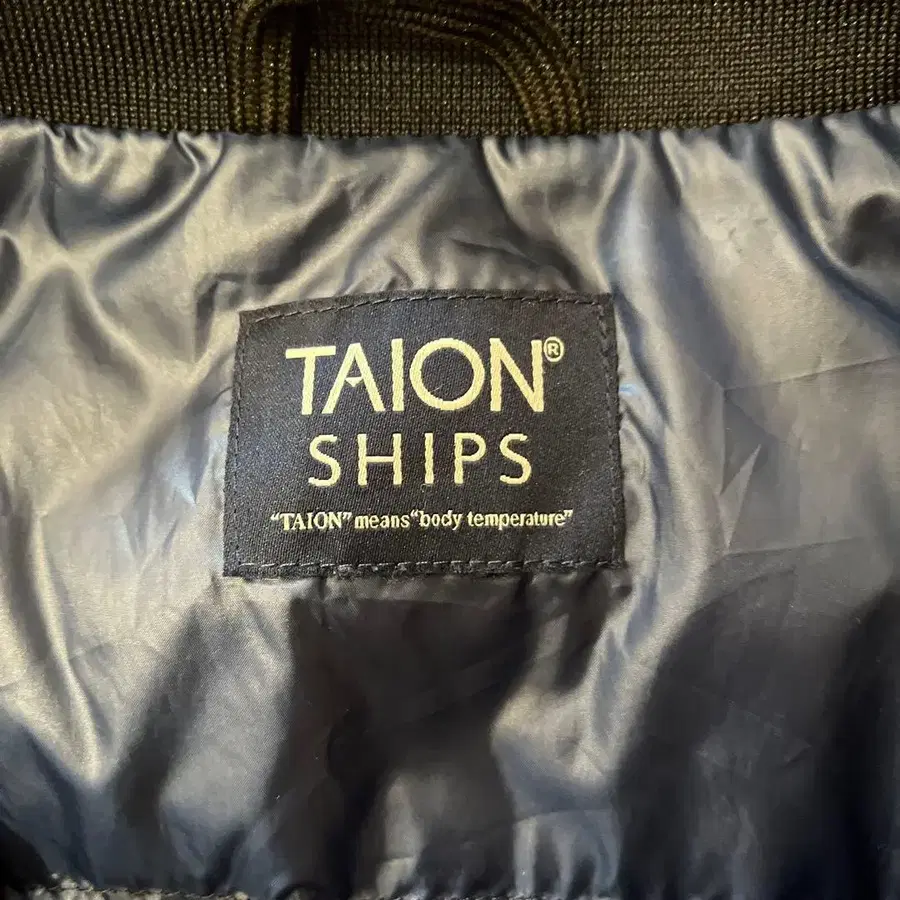 TAION®
SHIPS
“TAION” means“body temperature”